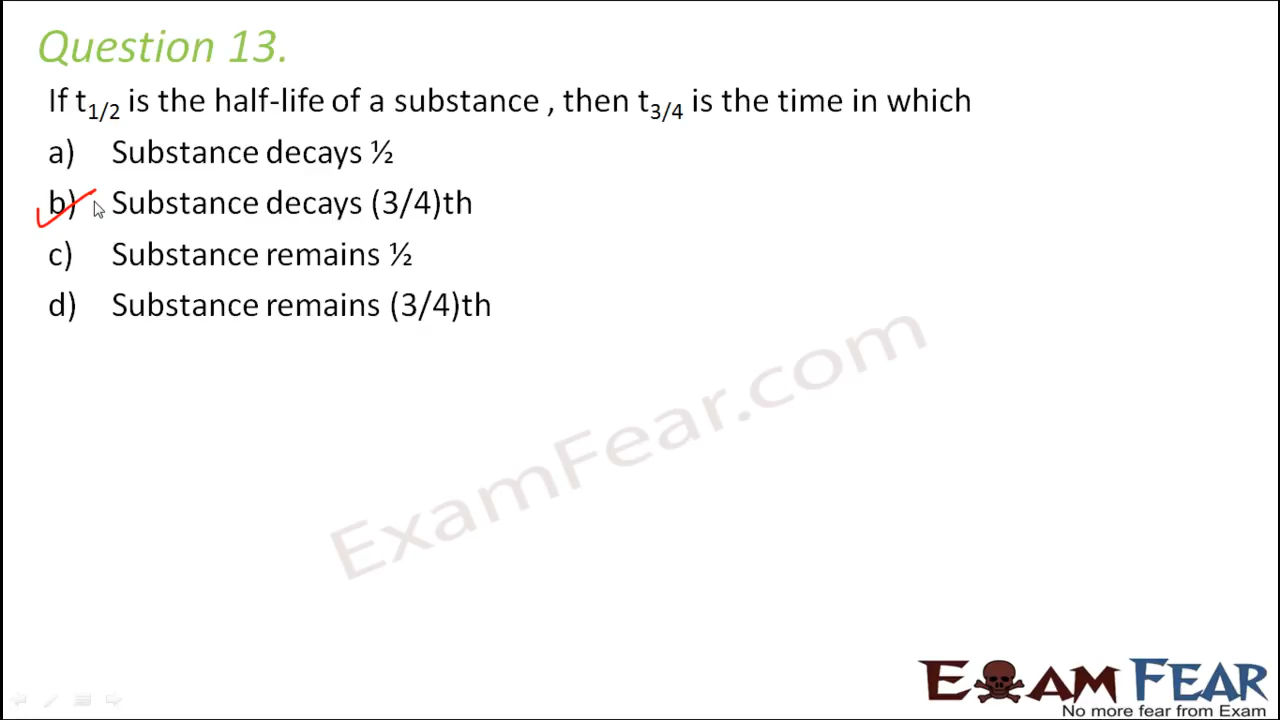 Question 13.
If t1/2 is the half-life of a substance , then t3/4 is the time in which
a) Substance decays ½
b) Substance decays (3/4)th
c) Substance remains ½
d) Substance remains (3/4)th
ExamFear.com
EXAM FEAR
No more fear from Exam